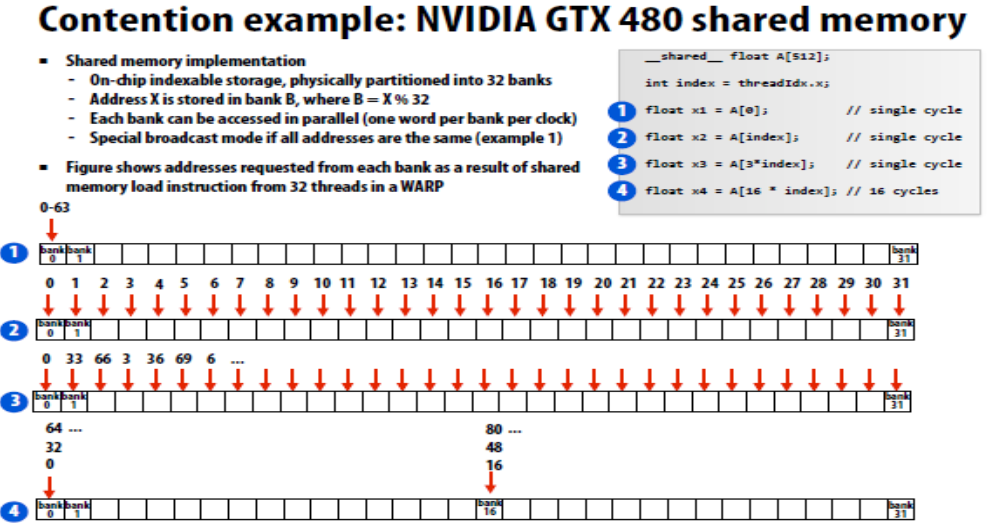 Contention example: NVIDIA GTX 480 shared memory
▪ Shared memory implementation
- On-chip indexable storage, physically partitioned into 32 banks
- Address X is stored in bank B, where B = X % 32
- Each bank can be accessed in parallel (one word per bank per clock)
- Special broadcast mode if all addresses are the same (example 1)
▪ Figure shows addresses requested from each bank as a result of shared
memory load instruction from 32 threads in a WARP
__shared__ float A[512];
int index = threadIdx.x;
1 float x1 = A[0]; // single cycle
2 float x2 = A[index]; // single cycle
3 float x3 = A[3*index]; // single cycle
4 float x4 = A[16 * index]; // 16 cycles
0-63
1 bank 0 bank 1 bank 31
0 1 2 3 4 5 6 7 8 9 10 11 12 13 14 15 16 17 18 19 20 21 22 23 24 25 26 27 28 29 30 31
2 bank 0 bank 1 bank 31
0 33 66 3 36 69 6 ...
3 bank 0 bank 1 bank 31
64 ... 80 ...
32 48
0 16
4 bank 0 bank 1 bank 16 bank 31